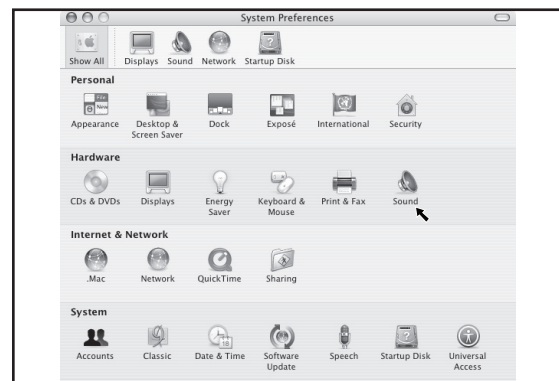 System Preferences
Show All Displays Sound Network Startup Disk
Personal
Appearance Desktop & Screen Saver Dock Exposé International Security
Hardware
CDs & DVDs Displays Energy Saver Keyboard & Mouse Print & Fax Sound
Internet & Network
.Mac Network QuickTime Sharing
System
Accounts Classic Date & Time Software Update Speech Startup Disk Universal Access